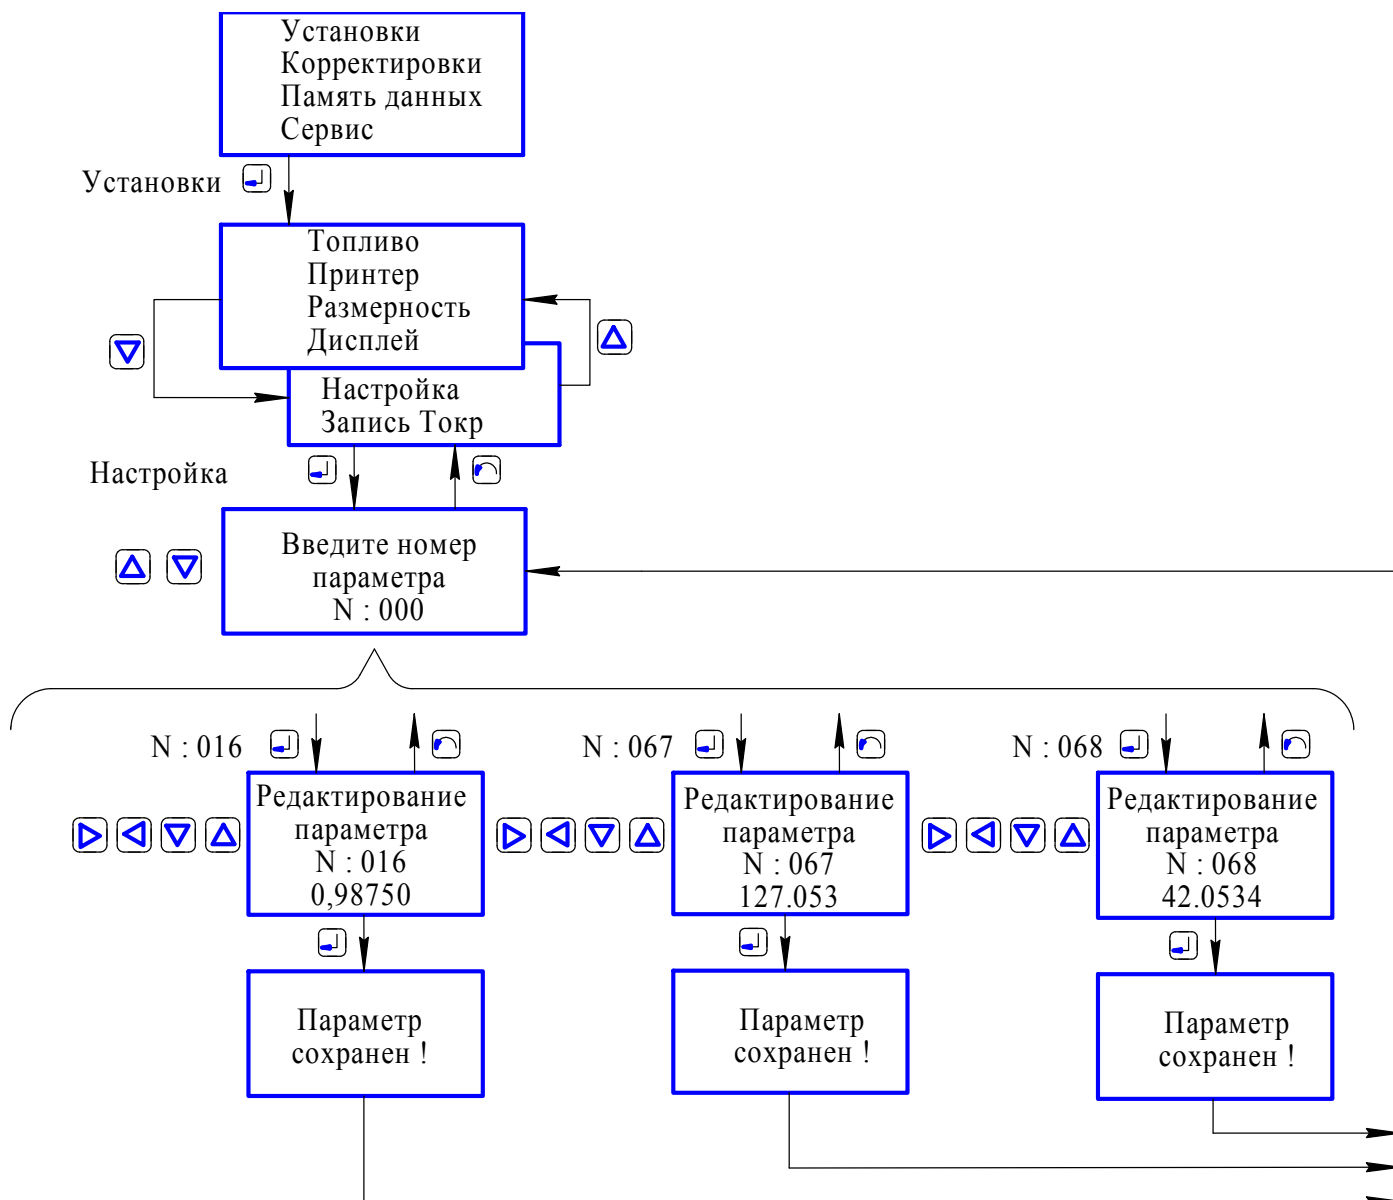 Установки
Корректировки
Память данных
Сервис
Установки
Топливо
Принтер
Размерность
Дисплей
Настройка
Запись Токр
Настройка
Введите номер
параметра
N : 000
N : 016
N : 067
N : 068
Редактирование
параметра
N : 016
0,98750
Редактирование
параметра
N : 067
127.053
Редактирование
параметра
N : 068
42.0534
Параметр
сохранен !
Параметр
сохранен !
Параметр
сохранен !